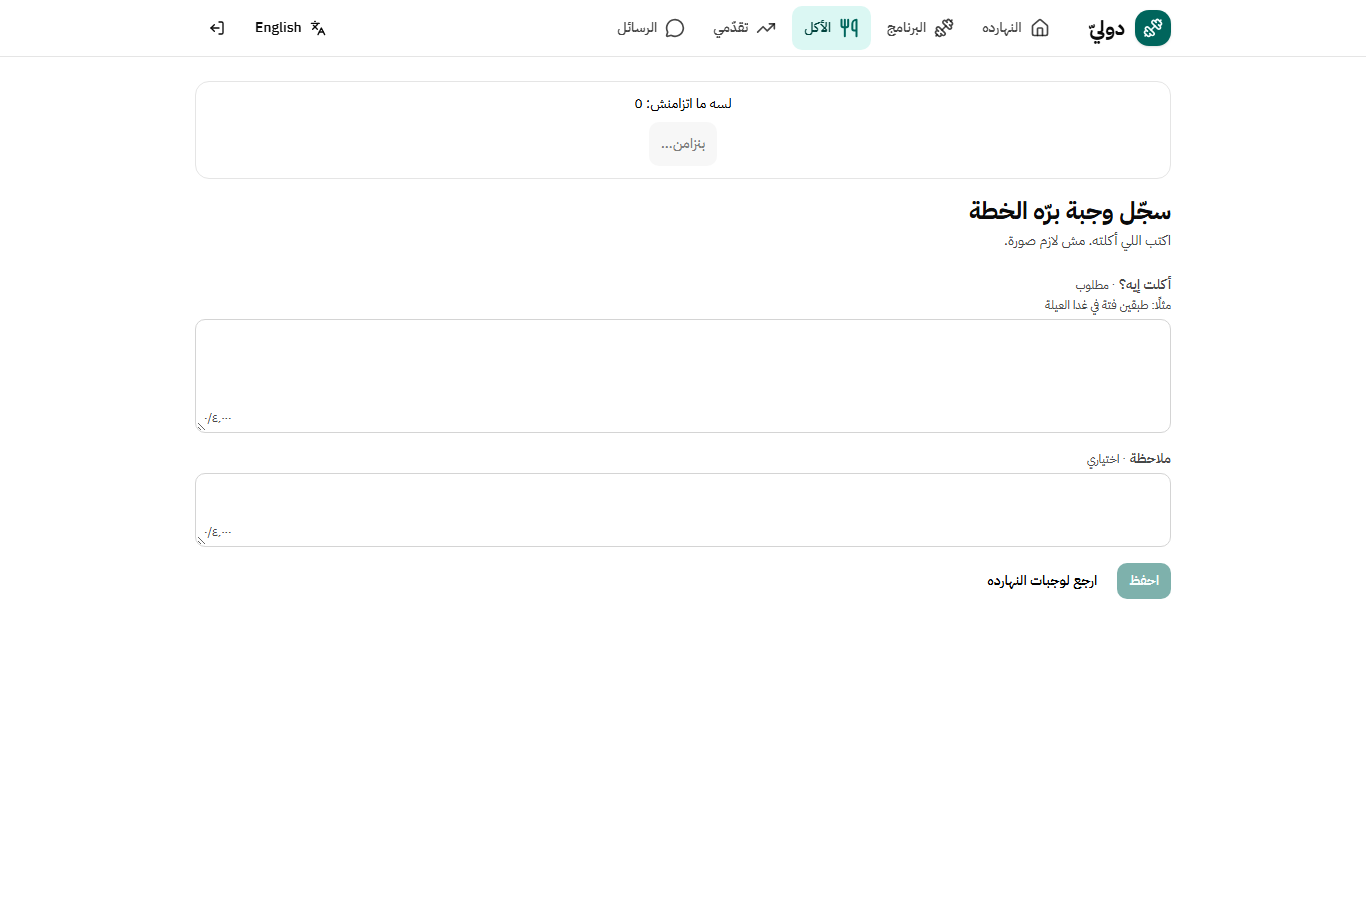 دوليّ
النهارده
البرنامج
الأكل
تقدّمي
الرسائل
English
لسه ما اتزامنش: 0
بنزامن...
سجّل وجبة برّه الخطة
اكتب اللي أكلته. مش لازم صورة.
أكلت إيه؟ · مطلوب
مثلًا: طبقين فتة في غدا العيلة
٠/٤٬٠٠٠
ملاحظة · اختياري
٠/٤٬٠٠٠
احفظ
ارجع لوجبات النهارده